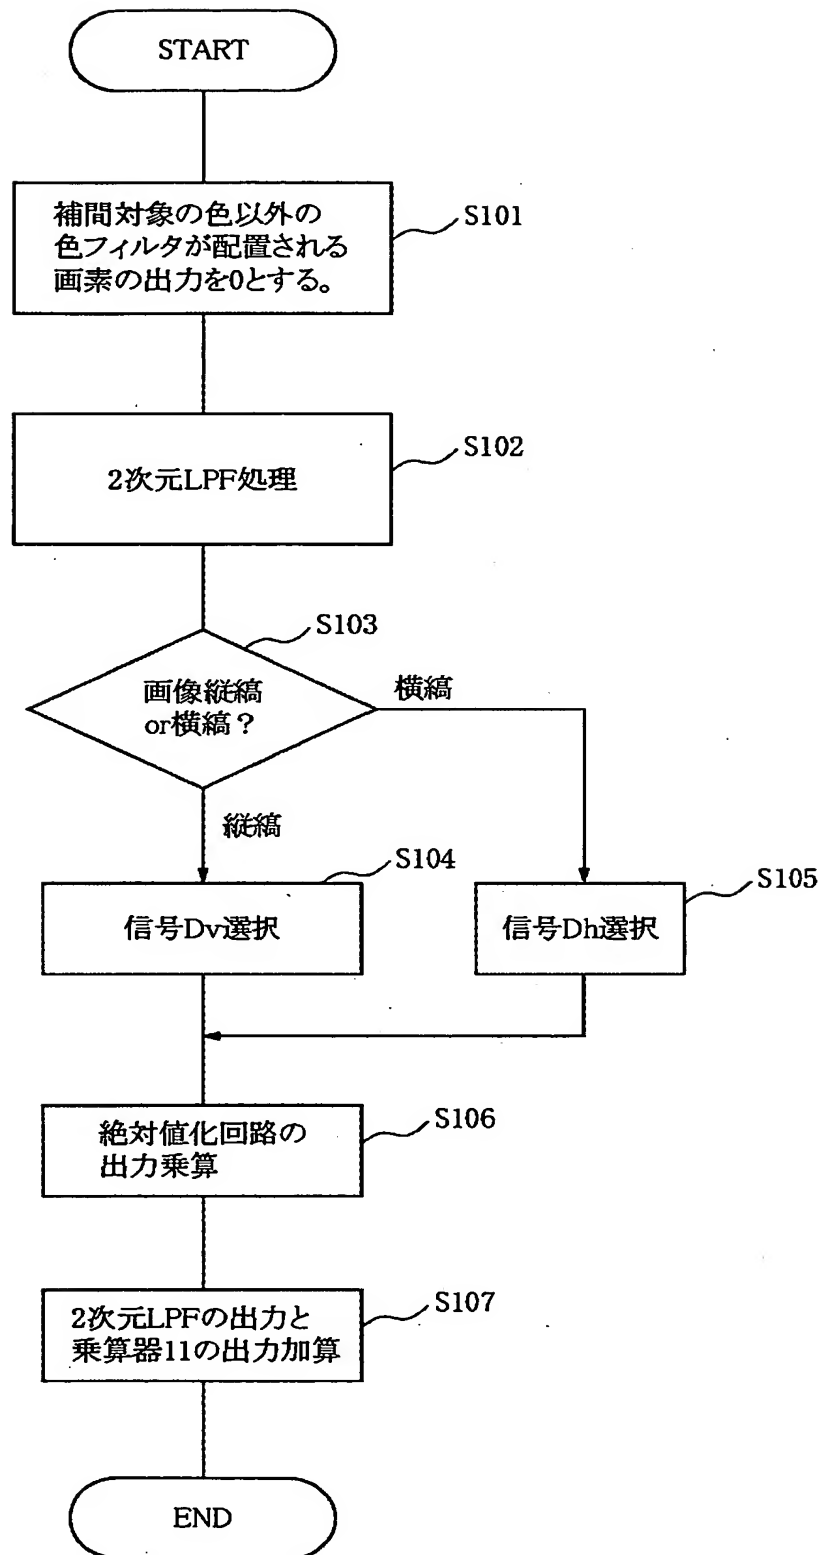 START
補間対象の色以外の
色フィルタが配置される
画素の出力を0とする。
S101
2次元LPF処理
S102
画像縦縞
or横縞?
S103
横縞
縦縞
信号Dv選択
S104
信号Dh選択
S105
絶対値化回路の
出力乗算
S106
2次元LPFの出力と
乗算器11の出力加算
S107
END